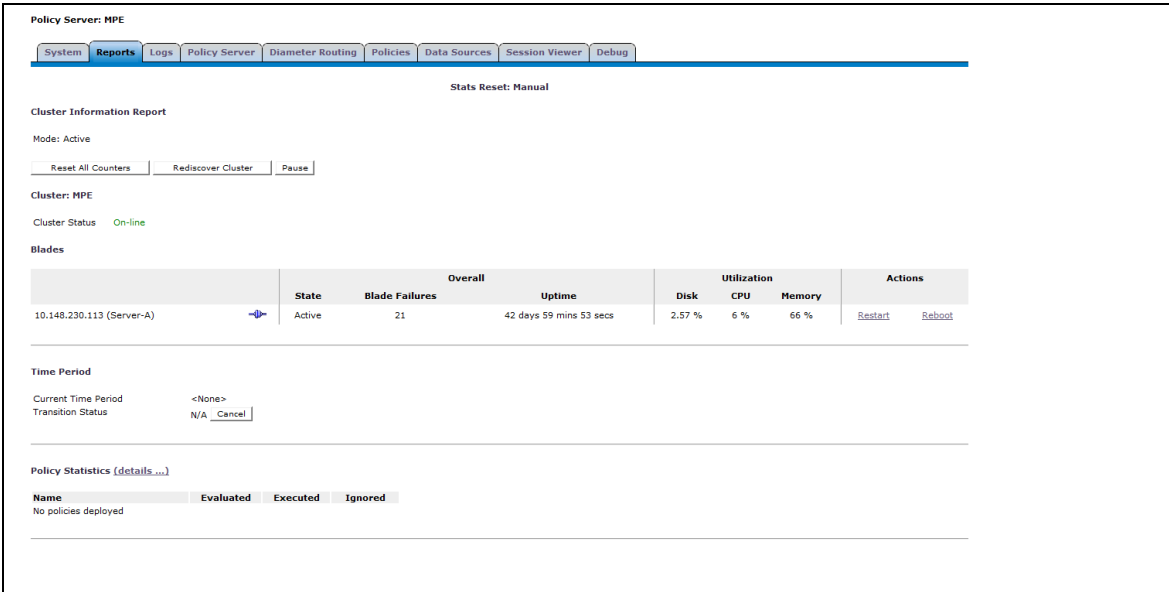 Policy Server: MPE
System Reports Logs Policy Server Diameter Routing Policies Data Sources Session Viewer Debug
Stats Reset: Manual
Cluster Information Report
Mode: Active
Reset All Counters Rediscover Cluster Pause
Cluster: MPE
Cluster Status On-line
Blades
Overall Utilization Actions
State Blade Failures Uptime Disk CPU Memory
10.148.230.113 (Server-A) Active 21 42 days 59 mins 53 secs 2.57 % 6 % 66 % Restart Reboot
Time Period
Current Time Period <None>
Transition Status N/A Cancel
Policy Statistics (details ...)
Name Evaluated Executed Ignored
No policies deployed